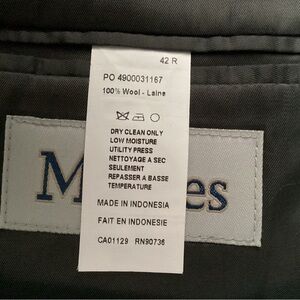 42 R
PO 4900031167
100% Wool - Laine
DRY CLEAN ONLY
LOW MOISTURE
UTILITY PRESS
NETTOYAGE A SEC
SEULEMENT
REPASSER A BASSE
TEMPERATURE
MADE IN INDONESIA
FAIT EN INDONESIE
CA01129 RN90736